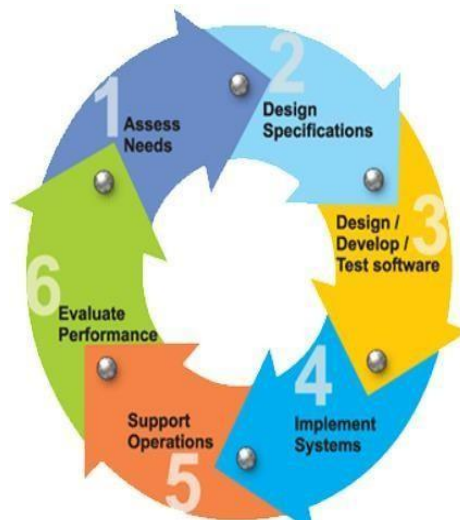 1
Assess
Needs
2
Design
Specifications
3
Design /
Develop /
Test software
4
Implement
Systems
5
Support
Operations
6
Evaluate
Performance